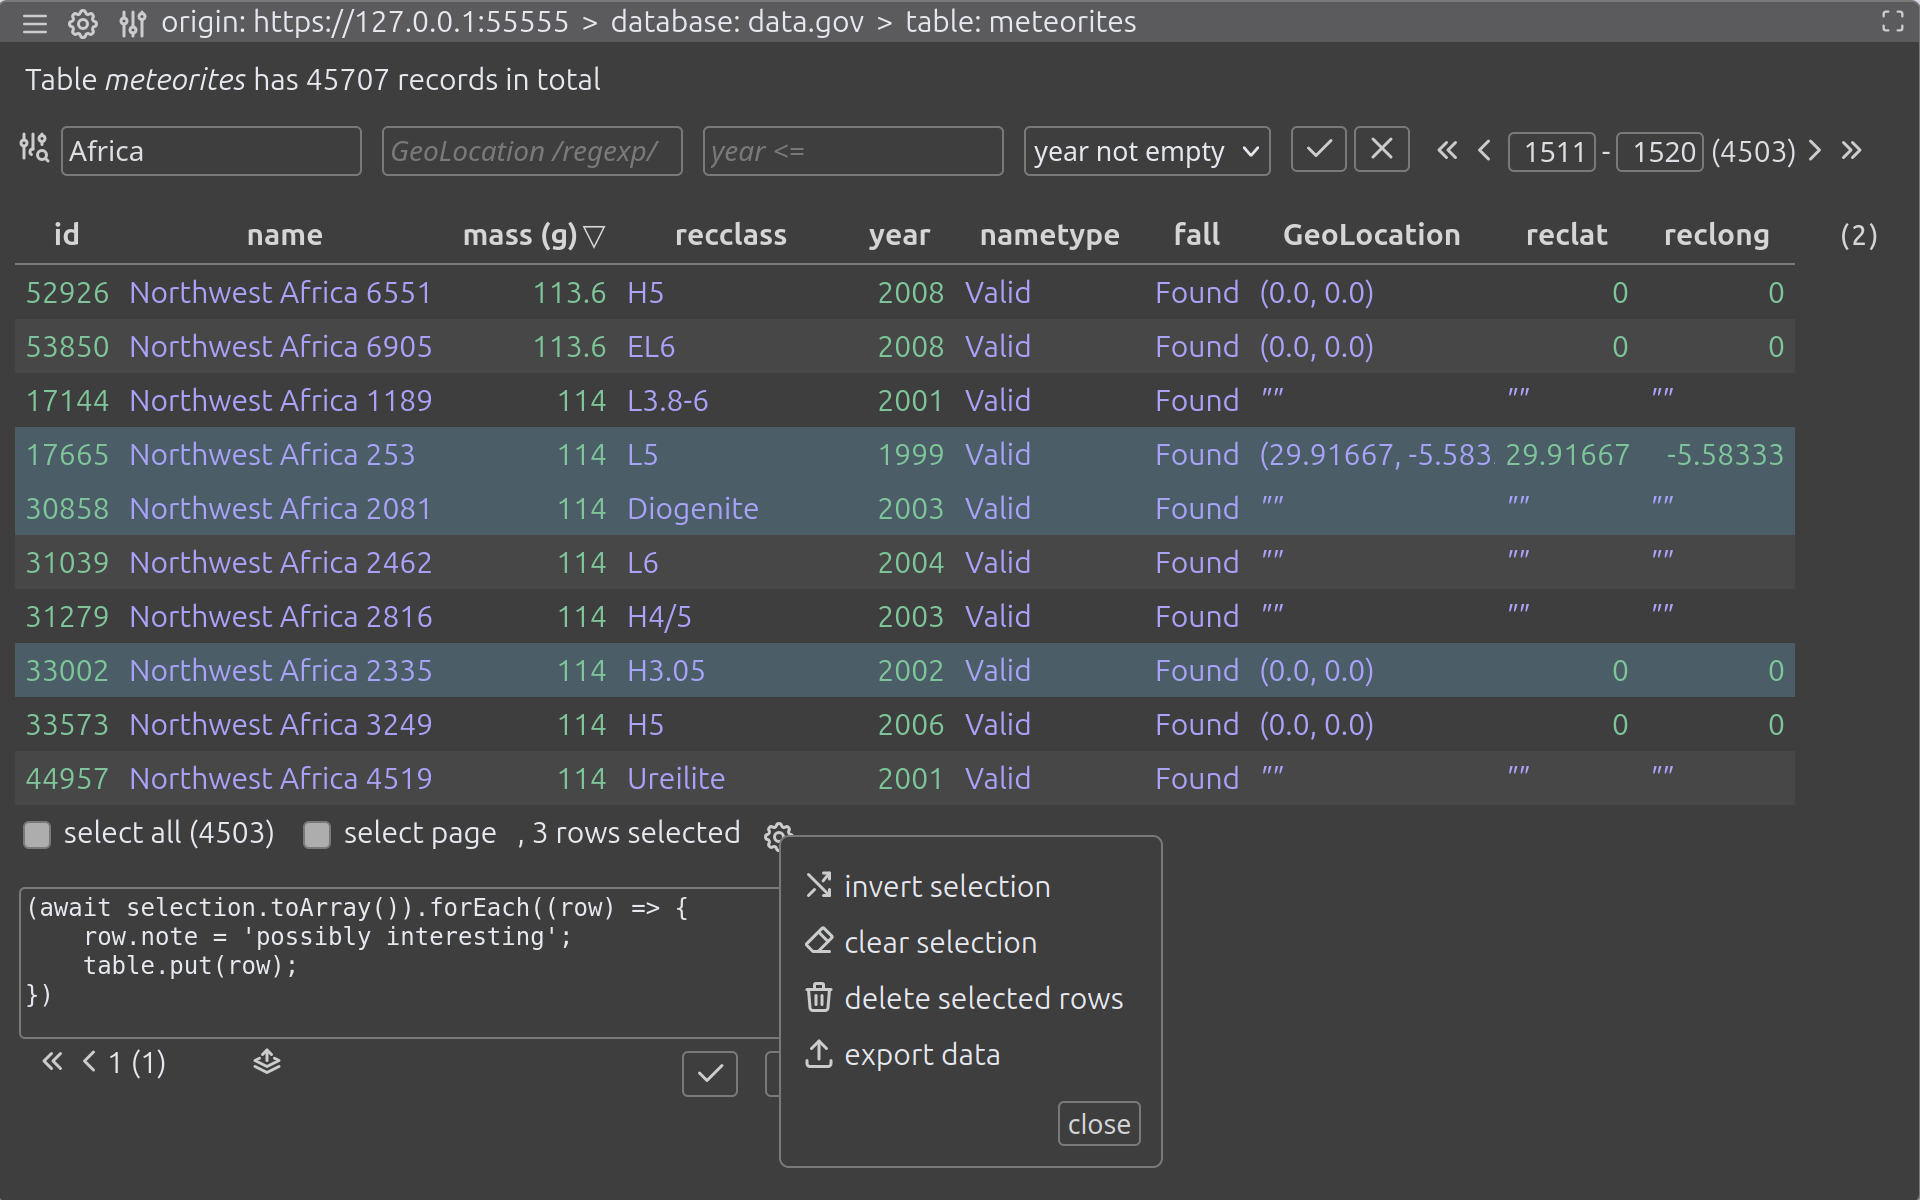 origin: https://127.0.0.1:55555 > database: data.gov > table: meteorites
Table meteorites has 45707 records in total
Africa GeoLocation /regexp/ year <= year not empty « < 1511 - 1520 (4503) > »
id name mass (g) ▽ recclass year nametype fall GeoLocation reclat reclong (2)
52926 Northwest Africa 6551 113.6 H5 2008 Valid Found (0.0, 0.0) 0 0
53850 Northwest Africa 6905 113.6 EL6 2008 Valid Found (0.0, 0.0) 0 0
17144 Northwest Africa 1189 114 L3.8-6 2001 Valid Found "" "" ""
17665 Northwest Africa 253 114 L5 1999 Valid Found (29.91667, -5.583 29.91667 -5.58333
30858 Northwest Africa 2081 114 Diogenite 2003 Valid Found "" "" ""
31039 Northwest Africa 2462 114 L6 2004 Valid Found "" "" ""
31279 Northwest Africa 2816 114 H4/5 2003 Valid Found "" "" ""
33002 Northwest Africa 2335 114 H3.05 2002 Valid Found (0.0, 0.0) 0 0
33573 Northwest Africa 3249 114 H5 2006 Valid Found (0.0, 0.0) 0 0
44957 Northwest Africa 4519 114 Ureilite 2001 Valid Found "" "" ""
select all (4503) select page , 3 rows selected
(await selection.toArray()).forEach((row) => {
    row.note = 'possibly interesting';
    table.put(row);
})
« < 1 (1)
invert selection
clear selection
delete selected rows
export data
close